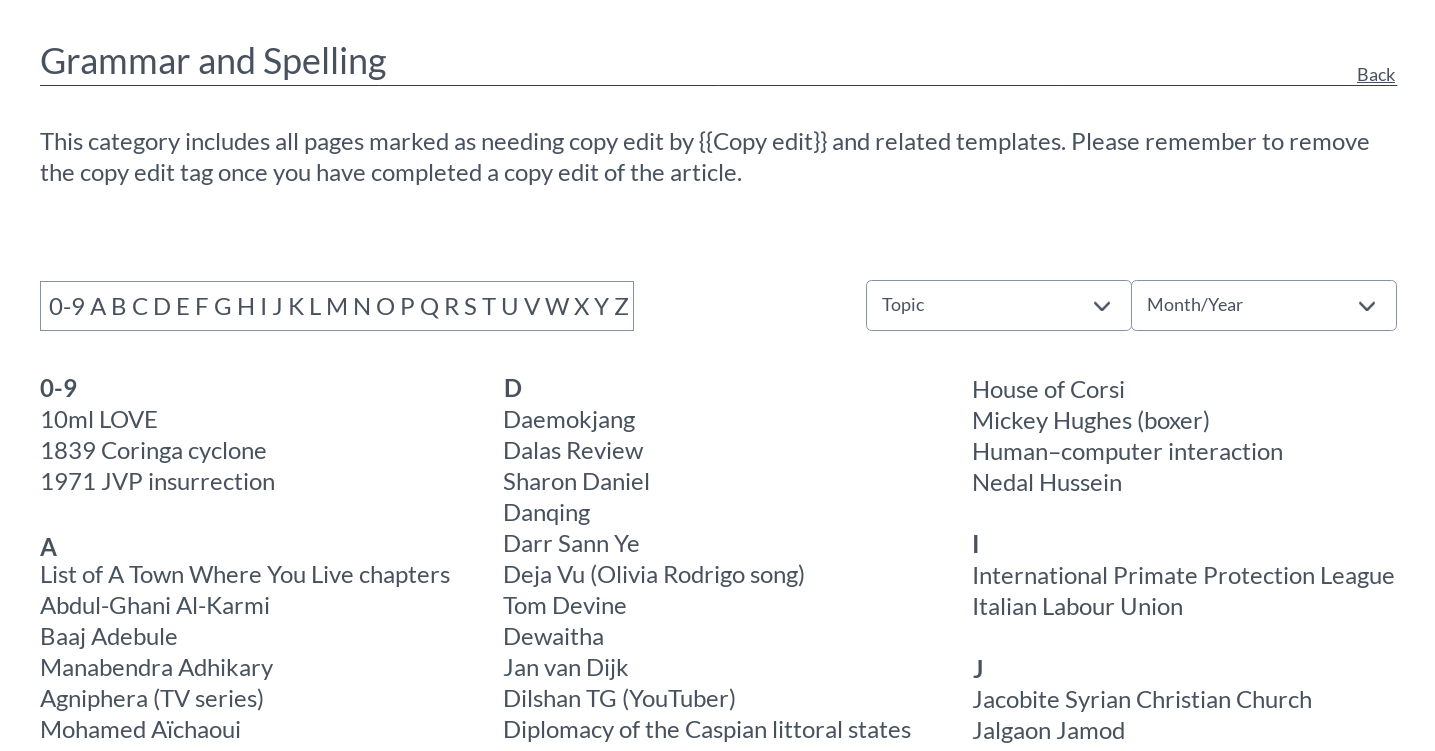 Grammar and Spelling
Back
This category includes all pages marked as needing copy edit by {{Copy edit}} and related templates. Please remember to remove
the copy edit tag once you have completed a copy edit of the article.
0-9 A B C D E F G H I J K L M N O P Q R S T U V W X Y Z
Topic
Month/Year
0-9
10ml LOVE
1839 Coringa cyclone
1971 JVP insurrection
A
List of A Town Where You Live chapters
Abdul-Ghani Al-Karmi
Baaj Adebule
Manabendra Adhikary
Agniphera (TV series)
Mohamed Aïchaoui
D
Daemokjang
Dalas Review
Sharon Daniel
Danqing
Darr Sann Ye
Deja Vu (Olivia Rodrigo song)
Tom Devine
Dewaitha
Jan van Dijk
Dilshan TG (YouTuber)
Diplomacy of the Caspian littoral states
House of Corsi
Mickey Hughes (boxer)
Human–computer interaction
Nedal Hussein
I
International Primate Protection League
Italian Labour Union
J
Jacobite Syrian Christian Church
Jalgaon Jamod